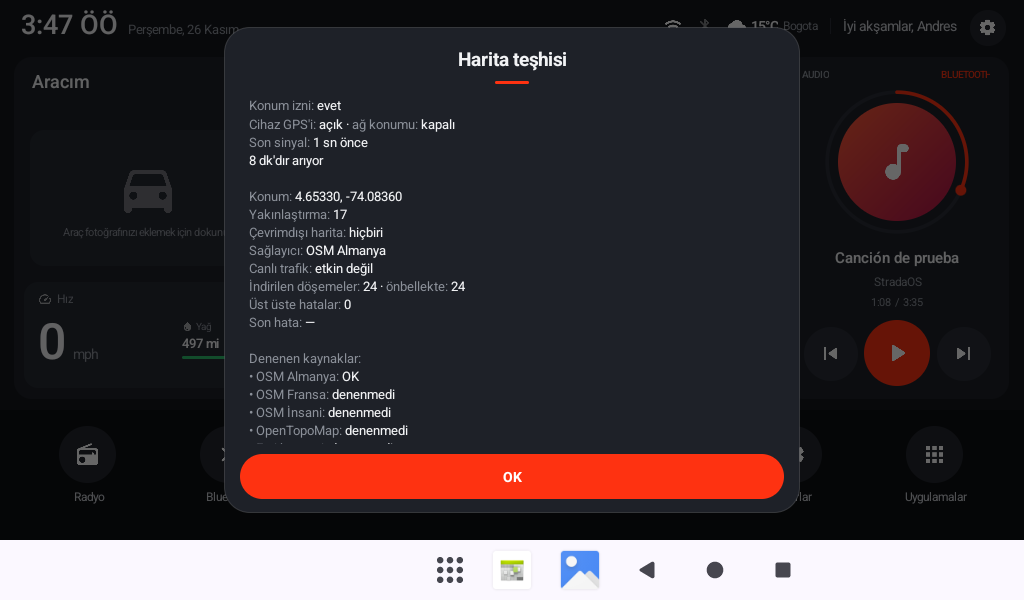 3:47 ÖÖ
Perşembe, 26 Kasım
15°C Bogota
İyi akşamlar, Andres
Aracım
Araç fotoğrafınızı eklemek için dokun
Hız
0 mph
Yağ
497 mi
Harita teşhisi
Konum izni: evet
Cihaz GPS'i: açık · ağ konumu: kapalı
Son sinyal: 1 sn önce
8 dk'dır arıyor
Konum: 4.65330, -74.08360
Yakınlaştırma: 17
Çevrimdışı harita: hiçbiri
Sağlayıcı: OSM Almanya
Canlı trafik: etkin değil
İndirilen döşemeler: 24 · önbellekte: 24
Üst üste hatalar: 0
Son hata: —
Denenen kaynaklar:
• OSM Almanya: OK
• OSM Fransa: denenmedi
• OSM İnsani: denenmedi
• OpenTopoMap: denenmedi
OK
AUDIO
BLUETOOTH
Canción de prueba
StradaOS
1:08 / 3:35
Radyo
Blue
lar
Uygulamalar